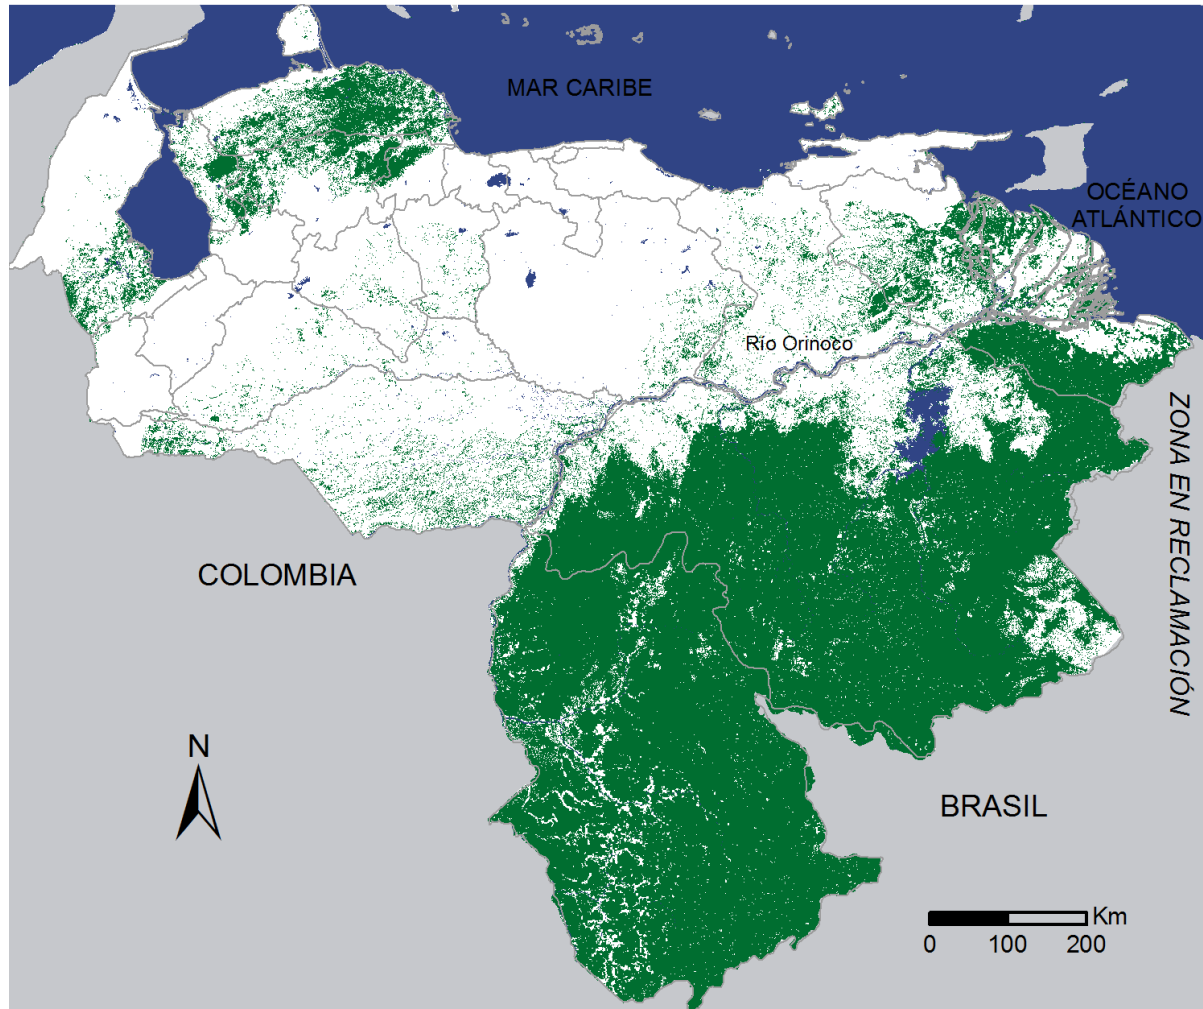 MAR CARIBE
OCÉANO
ATLÁNTICO
Río Orinoco
ZONA EN RECLAMACIÓN
COLOMBIA
N
BRASIL
Km
0 100 200